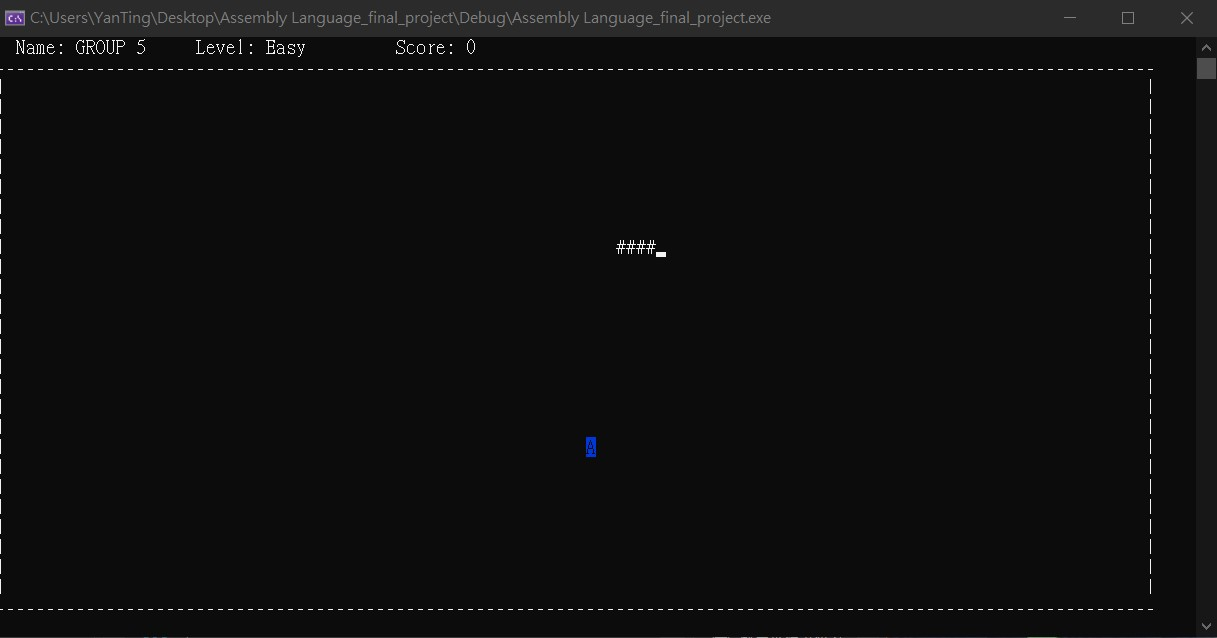 C:\Users\YanTing\Desktop\Assembly Language_final_project\Debug\Assembly Language_final_project.exe
Name: GROUP 5 Level: Easy Score: 0
####
A